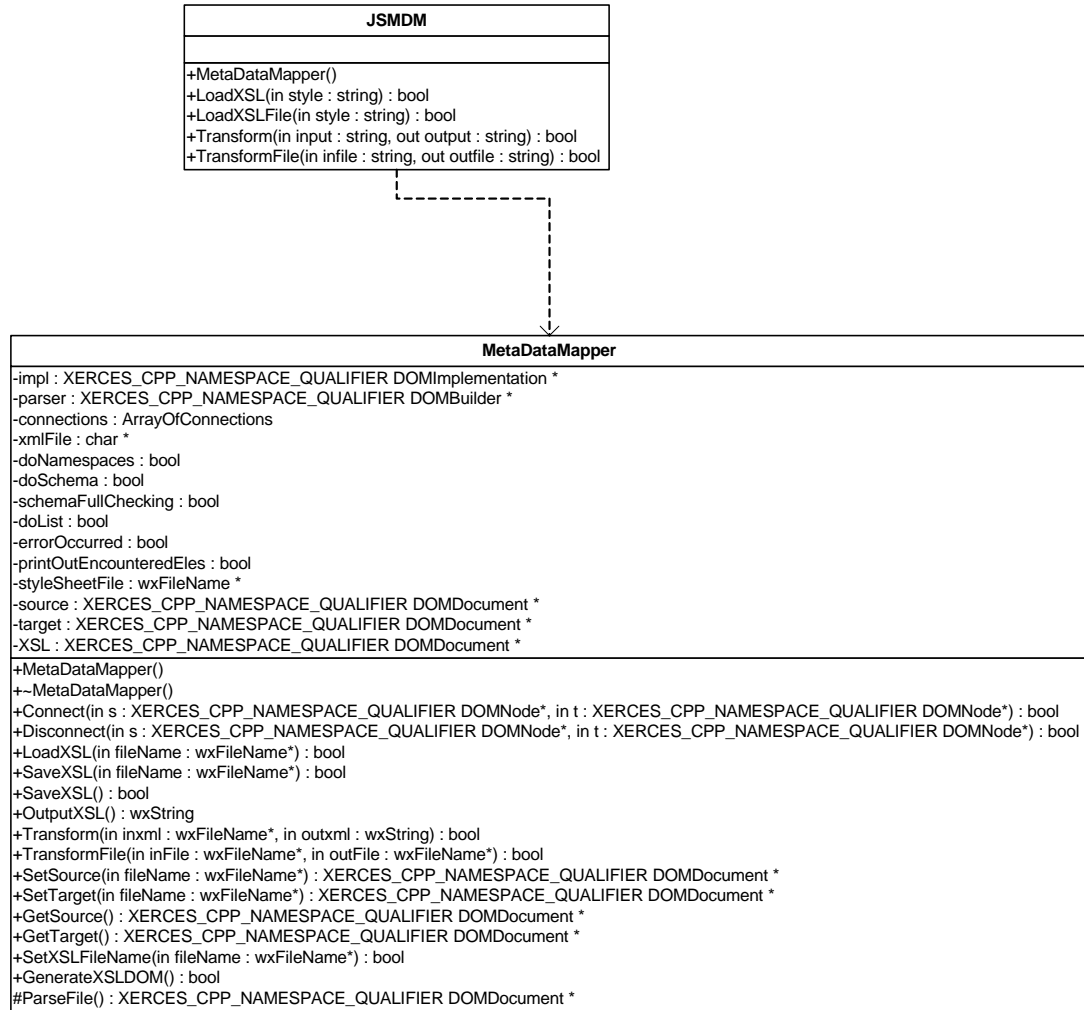 JSMDM
+MetaDataMapper()
+LoadXSL(in style : string) : bool
+LoadXSLFile(in style : string) : bool
+Transform(in input : string, out output : string) : bool
+TransformFile(in infile : string, out outfile : string) : bool
MetaDataMapper
-impl : XERCES_CPP_NAMESPACE_QUALIFIER DOMImplementation *
-parser : XERCES_CPP_NAMESPACE_QUALIFIER DOMBuilder *
-connections : ArrayOfConnections
-xmlFile : char *
-doNamespaces : bool
-doSchema : bool
-schemaFullChecking : bool
-doList : bool
-errorOccurred : bool
-printOutEncounteredEles : bool
-styleSheetFile : wxFileName *
-source : XERCES_CPP_NAMESPACE_QUALIFIER DOMDocument *
-target : XERCES_CPP_NAMESPACE_QUALIFIER DOMDocument *
-XSL : XERCES_CPP_NAMESPACE_QUALIFIER DOMDocument *
+MetaDataMapper()
+~MetaDataMapper()
+Connect(in s : XERCES_CPP_NAMESPACE_QUALIFIER DOMNode*, in t : XERCES_CPP_NAMESPACE_QUALIFIER DOMNode*) : bool
+Disconnect(in s : XERCES_CPP_NAMESPACE_QUALIFIER DOMNode*, in t : XERCES_CPP_NAMESPACE_QUALIFIER DOMNode*) : bool
+LoadXSL(in fileName : wxFileName*) : bool
+SaveXSL(in fileName : wxFileName*) : bool
+SaveXSL() : bool
+OutputXSL() : wxString
+Transform(in inxml : wxFileName*, in outxml : wxString) : bool
+TransformFile(in inFile : wxFileName*, in outFile : wxFileName*) : bool
+SetSource(in fileName : wxFileName*) : XERCES_CPP_NAMESPACE_QUALIFIER DOMDocument *
+SetTarget(in fileName : wxFileName*) : XERCES_CPP_NAMESPACE_QUALIFIER DOMDocument *
+GetSource() : XERCES_CPP_NAMESPACE_QUALIFIER DOMDocument *
+GetTarget() : XERCES_CPP_NAMESPACE_QUALIFIER DOMDocument *
+SetXSLFileName(in fileName : wxFileName*) : bool
+GenerateXSLDOM() : bool
#ParseFile() : XERCES_CPP_NAMESPACE_QUALIFIER DOMDocument *